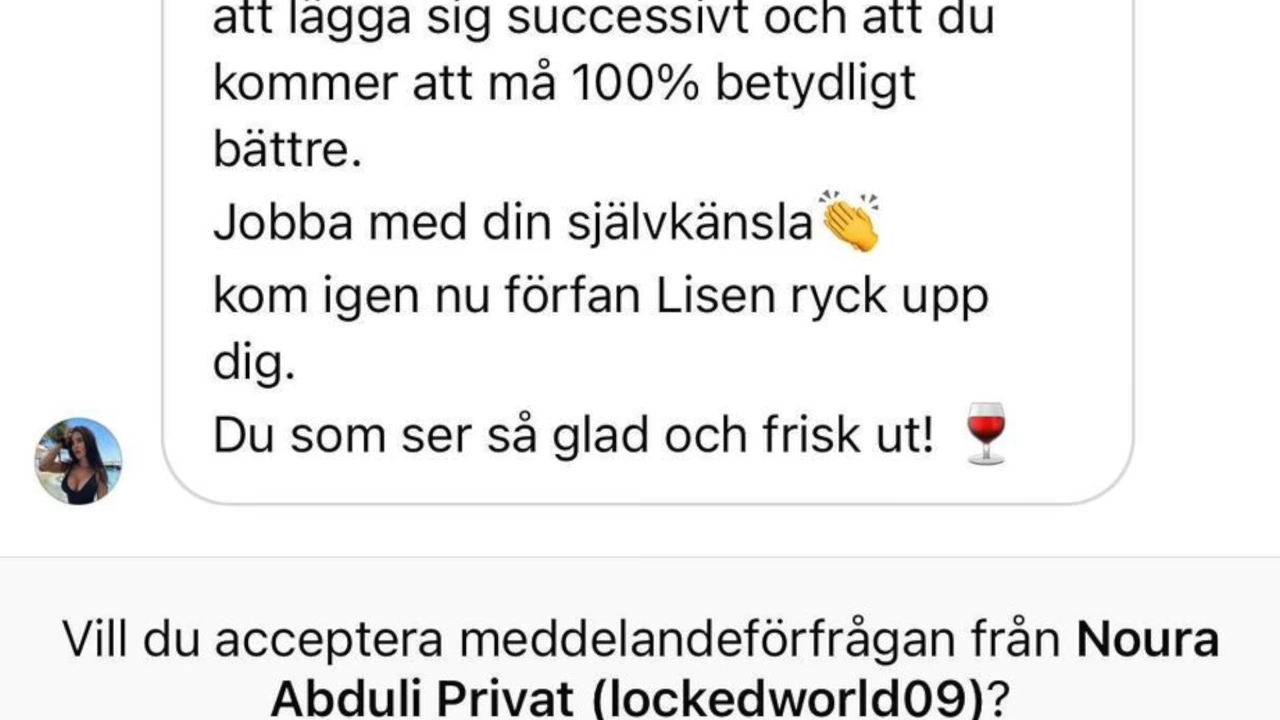 att lägga sig successivt och att du
kommer att må 100% betydligt
bättre.
Jobba med din självkänsla👏
kom igen nu förfan Lisen ryck upp
dig.
Du som ser så glad och frisk ut! 🍷
Vill du acceptera meddelandeförfrågan från Noura
Abduli Privat (lockedworld09)?